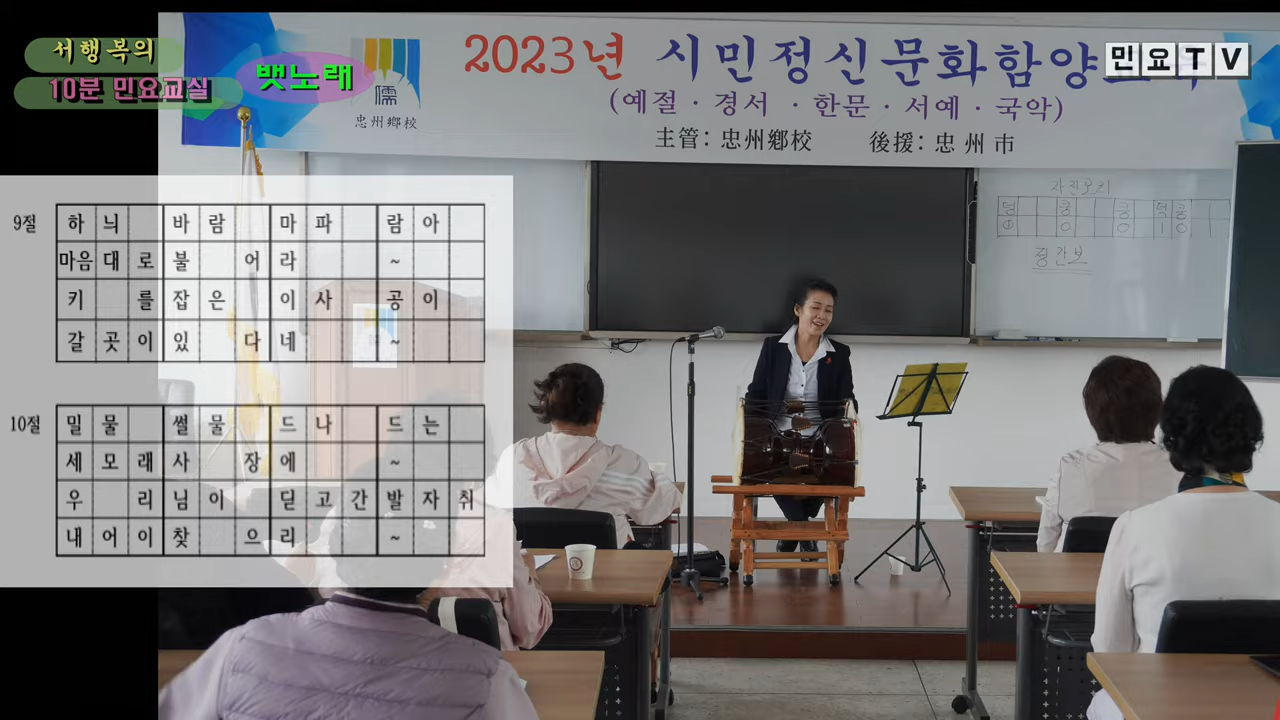 서행복의
10분 민요교실
뱃노래
민요TV
2023년 시민정신문화함양
(예절 · 경서 · 한문 · 서예 · 국악)
主管: 忠州鄕校 後援: 忠州市
儒
忠州鄕校
자진모리
덩 쿵 쿵 덕 쿵
정간보
9절
하 늬 바 람 마 파 람 아
마음 대 로 불 어 라 ~
키 를 잡 은 이 사 공 이
갈 곳 이 있 다 네 ~
10절
밀 물 썰 물 드 나 드 는
세 모 래 사 장 에 ~
우 리 님 이 딛 고 간 발 자 취
내 어 이 찾 으 리 ~